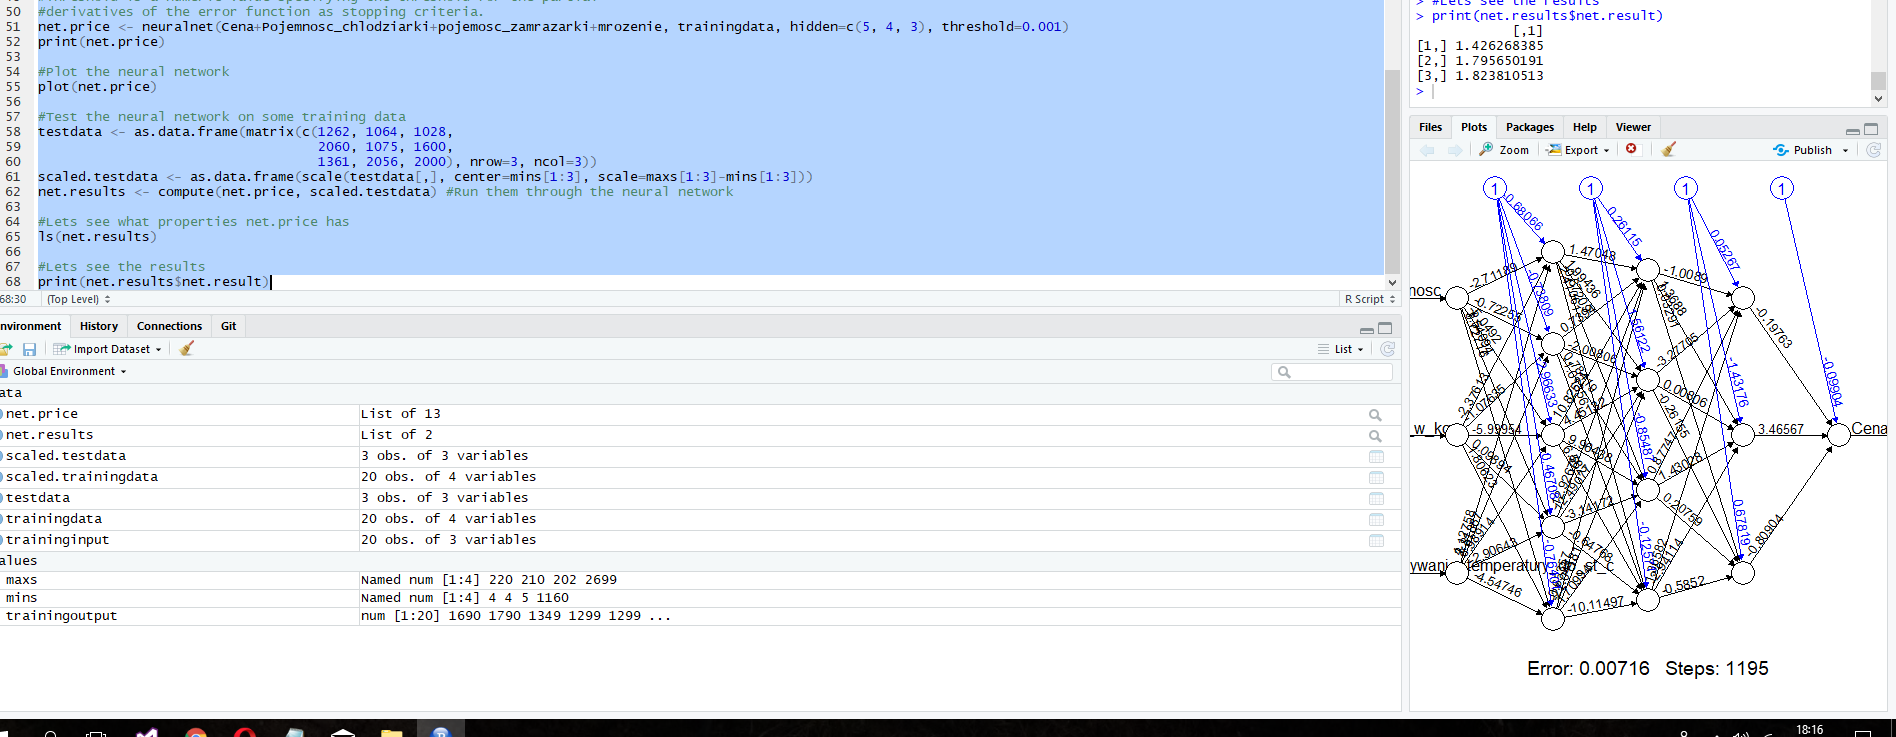 50 #derivatives of the error function as stopping criteria.
51 net.price <- neuralnet(Cena+Pojemnosc_chlodziarki+pojemosc_zamrazarki+mrozenie, trainingdata, hidden=c(5, 4, 3), threshold=0.001)
52 print(net.price)
53
54 #Plot the neural network
55 plot(net.price)
56
57 #Test the neural network on some training data
58 testdata <- as.data.frame(matrix(c(1262, 1064, 1028,
59 2060, 1075, 1600,
60 1361, 2056, 2000), nrow=3, ncol=3))
61 scaled.testdata <- as.data.frame(scale(testdata[,], center=mins[1:3], scale=maxs[1:3]-mins[1:3]))
62 net.results <- compute(net.price, scaled.testdata) #Run them through the neural network
63
64 #Lets see what properties net.price has
65 ls(net.results)
66
67 #Lets see the results
68 print(net.results$net.result)
68:30 (Top Level) R Script
nvironment History Connections Git
Import Dataset List
Global Environment
ata
net.price List of 13
net.results List of 2
scaled.testdata 3 obs. of 3 variables
scaled.trainingdata 20 obs. of 4 variables
testdata 3 obs. of 3 variables
trainingdata 20 obs. of 4 variables
traininginput 20 obs. of 3 variables
alues
maxs Named num [1:4] 220 210 202 2699
mins Named num [1:4] 4 4 5 1160
trainingoutput num [1:20] 1690 1790 1349 1299 1299 ...
> #Lets see the results
> print(net.results$net.result)
[,1]
[1,] 1.426268385
[2,] 1.795650191
[3,] 1.823810513
>
Files Plots Packages Help Viewer
Zoom Export Publish
1 1 1 1
-0.68066
0.26115
0.05267
1.47048
-2.71189
-1.0089
-0.72255
-0.73809
-0.19763
-2.00806
-3.27705
0.00806
-1.43176
-0.09904
-5.99954
3.46567
Cena
-0.85487
1.43028
-3.14172
0.20759
0.67819
-0.80904
2.90643
-0.64768
-4.54746
-0.5852
-10.11497
Error: 0.00716 Steps: 1195
18:16